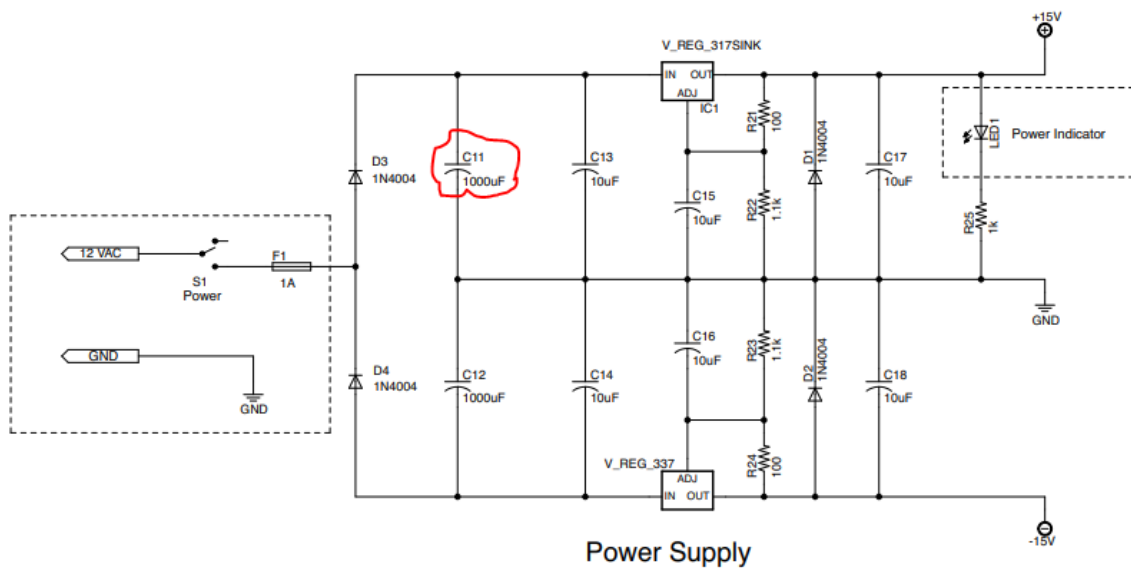 +15V
V_REG_317SINK
IN OUT
ADJ
IC1
R21
100
D1
1N4004
LED1
Power Indicator
D3
1N4004
C11
1000uF
C13
10uF
C15
10uF
R22
1.1k
C17
10uF
R25
1k
12 VAC
S1
Power
F1
1A
GND
GND
GND
D4
1N4004
C12
1000uF
C14
10uF
C16
10uF
R23
1.1k
D2
1N4004
C18
10uF
V_REG_337
ADJ
IN OUT
R24
100
-15V
Power Supply